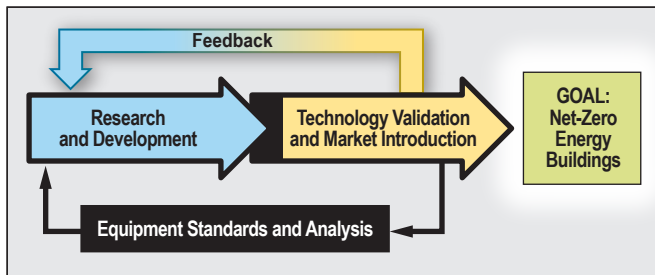 Feedback
Research
and Development
Technology Validation
and Market Introduction
GOAL:
Net-Zero
Energy
Buildings
Equipment Standards and Analysis